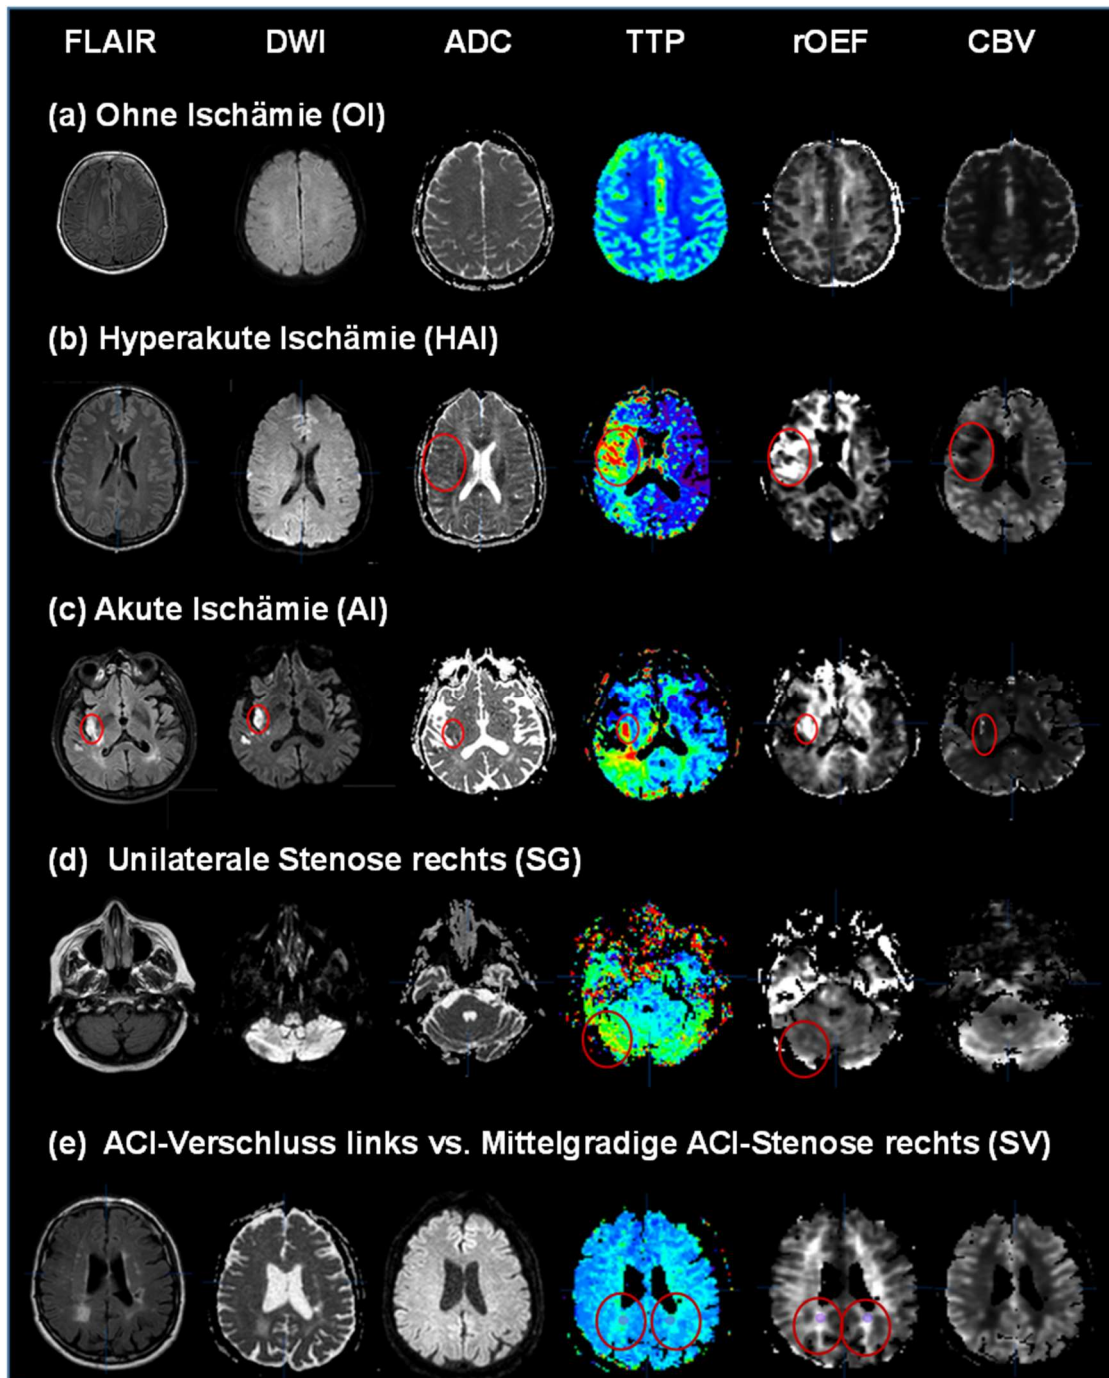 FLAIR DWI ADC TTP rOEF CBV
(a) Ohne Ischämie (OI)
(b) Hyperakute Ischämie (HAI)
(c) Akute Ischämie (AI)
(d) Unilaterale Stenose rechts (SG)
(e) ACI-Verschluss links vs. Mittelgradige ACI-Stenose rechts (SV)